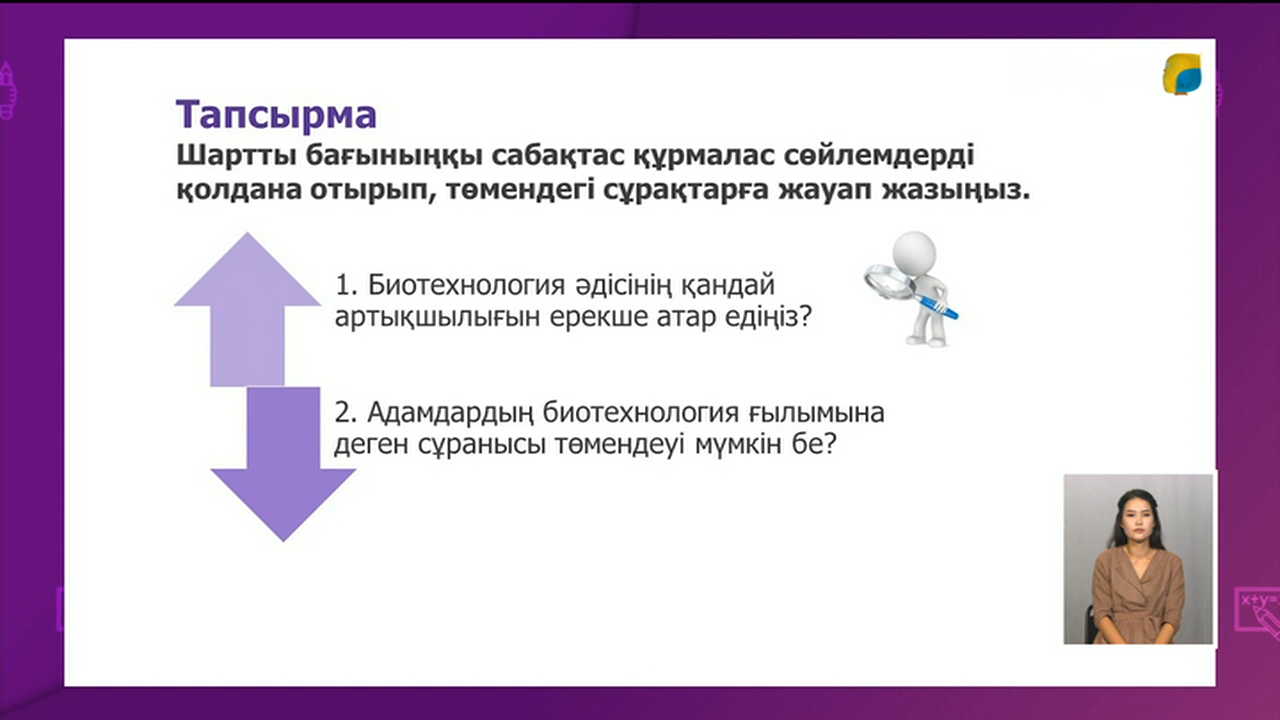 Тапсырма
Шартты бағыныңқы сабақтас құрмалас сөйлемдерді
қолдана отырып, төмендегі сұрақтарға жауап жазыңыз.
1. Биотехнология әдісінің қандай
артықшылығын ерекше атар едіңіз?
2. Адамдардың биотехнология ғылымына
деген сұранысы төмендеуі мүмкін бе?
x+y=